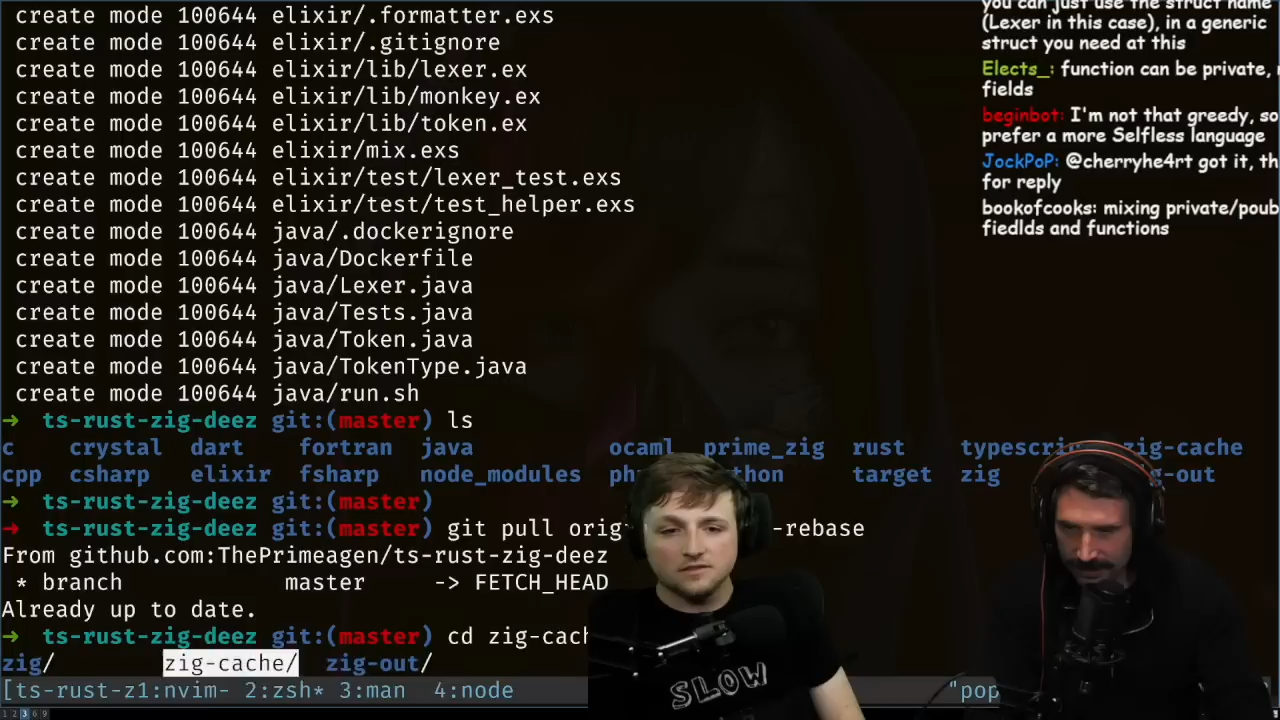 create mode 100644 elixir/.formatter.exs
create mode 100644 elixir/.gitignore
create mode 100644 elixir/lib/lexer.ex
create mode 100644 elixir/lib/monkey.ex
create mode 100644 elixir/lib/token.ex
create mode 100644 elixir/mix.exs
create mode 100644 elixir/test/lexer_test.exs
create mode 100644 elixir/test/test_helper.exs
create mode 100644 java/.dockerignore
create mode 100644 java/Dockerfile
create mode 100644 java/Lexer.java
create mode 100644 java/Tests.java
create mode 100644 java/Token.java
create mode 100644 java/TokenType.java
create mode 100644 java/run.sh
→ ts-rust-zig-deez git:(master) ls
c crystal dart fortran java ocaml prime_zig rust zig-cache
cpp csharp elixir fsharp node_modules target zig
→ ts-rust-zig-deez git:(master)
→ ts-rust-zig-deez git:(master) git pull -rebase
From github.com:ThePrimeagen/ts-rust-zig-deez
* branch master -> FETCH_HEAD
Already up to date.
→ ts-rust-zig-deez git:(master) cd
zig/ zig-cache/ zig-out/
[ts-rust-z1:nvim- 2:zsh* 3:man 4:node "pop
you can just use the struct name
(Lexer in this case), in a generic
struct you need at this
Elects_: function can be private,
fields
beginbot: I'm not that greedy, so
prefer a more Selfless language
JockPoP: @cherryhe4rt got it,
for reply
bookofcooks: mixing
fiedlds and functions
SLOW